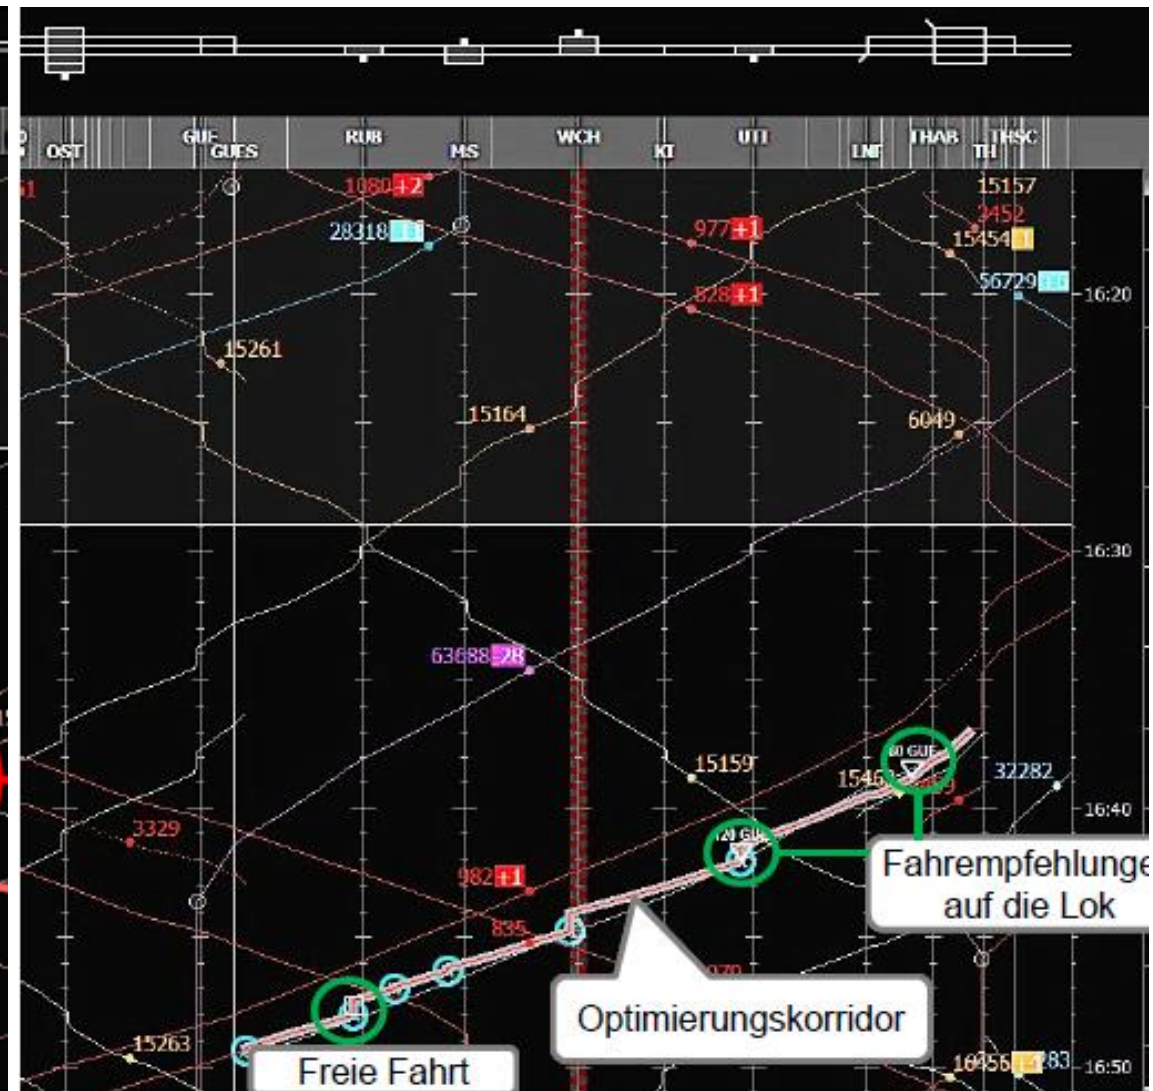 OST
GUE
GUES
RUB
MS
WCH
KI
UTI
LNF
THAB
TH
THSC
1080 +2
28318
977 +1
828 +1
15157
3452
15454
56729
16:20
15261
15164
6049
16:30
63688 -28
15159
32282
16:40
3329
982 +1
835
Fahrempfehlunge
auf die Lok
Optimierungskorridor
15263
Freie Fahrt
283
16:50